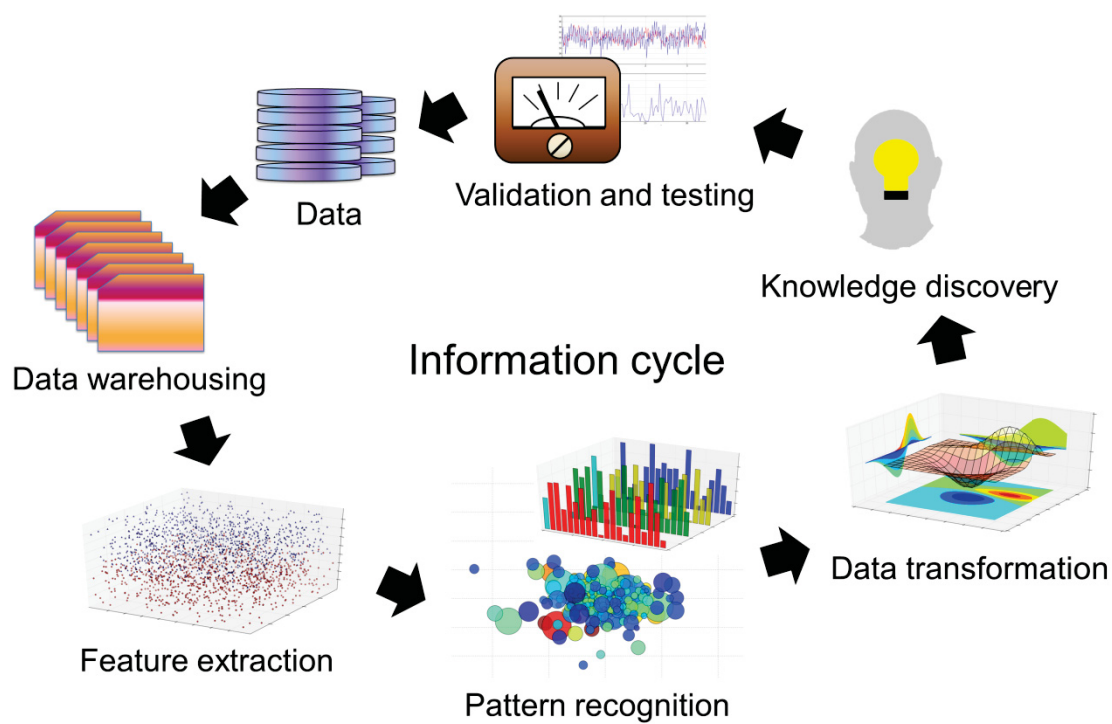 Validation and testing
Data
Knowledge discovery
Data warehousing
Information cycle
Data transformation
Feature extraction
Pattern recognition